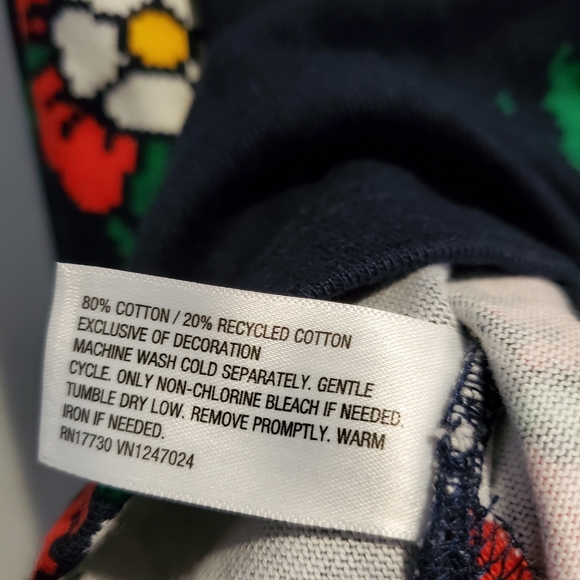 80% COTTON / 20% RECYCLED COTTON
EXCLUSIVE OF DECORATION
MACHINE WASH COLD SEPARATELY. GENTLE
CYCLE. ONLY NON-CHLORINE BLEACH IF NEEDED.
TUMBLE DRY LOW. REMOVE PROMPTLY. WARM
IRON IF NEEDED.
RN17730 VN1247024